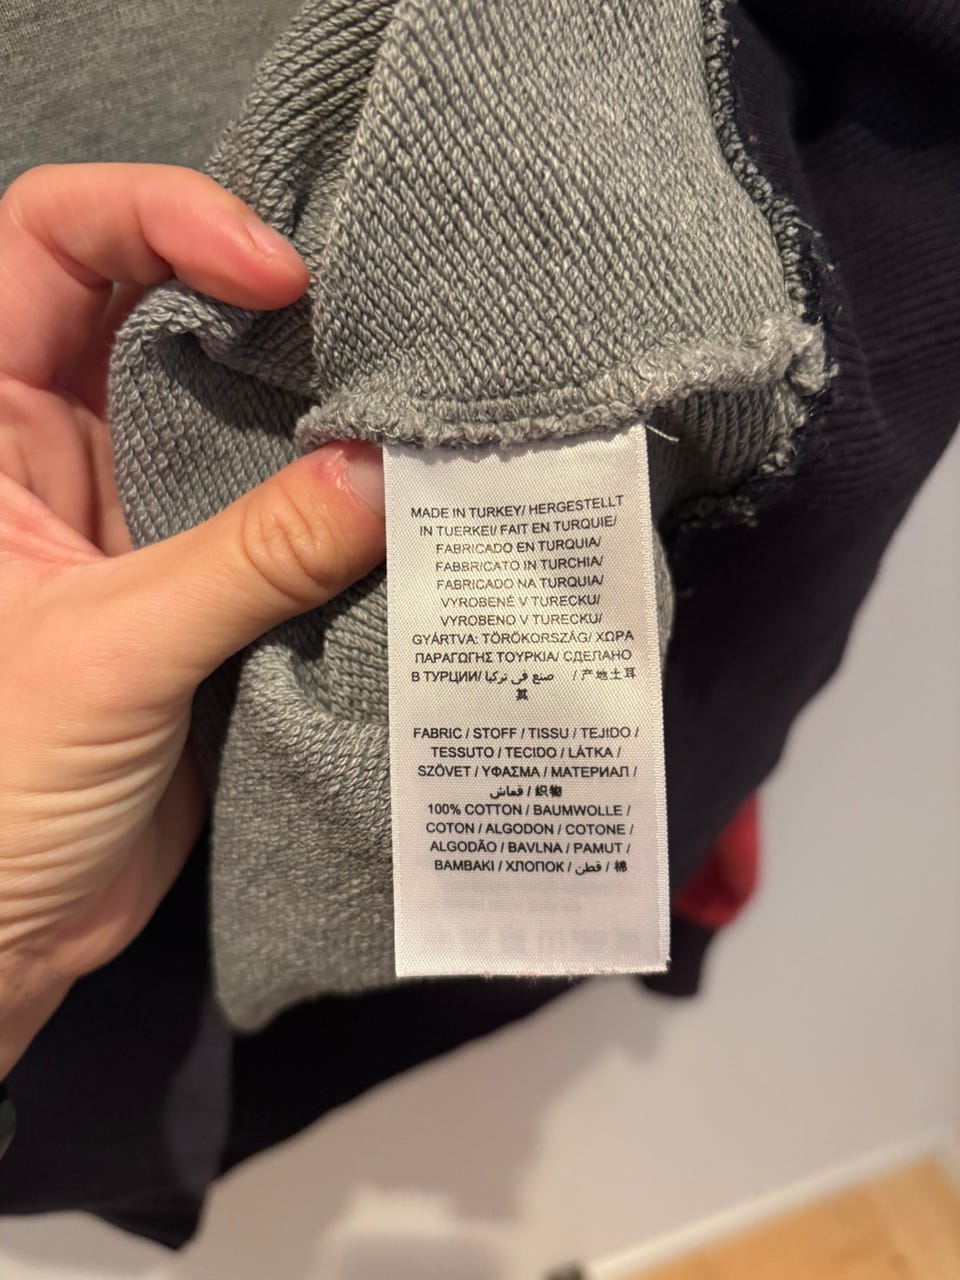 MADE IN TURKEY/ HERGESTELLT
IN TUERKEI/ FAIT EN TURQUIE/
FABRICADO EN TURQUIA/
FABBRICATO IN TURCHIA/
FABRICADO NA TURQUIA/
VYROBENÉ V TURECKU/
VYROBENO V TURECKU/
GYÁRTVA: TÖRÖKORSZÁG/ ΧΩΡΑ
ΠΑΡΑΓΩΓΗΣ ΤΟΥΡΚΙΑ/ СДЕЛАНО
В ТУРЦИИ/ صنع في تركيا / 产地土耳
其
FABRIC / STOFF / TISSU / TEJIDO /
TESSUTO / TECIDO / LÁTKA /
SZÖVET / ΥΦΑΣΜΑ / МАТЕРИАЛ /
قماش / 织物
100% COTTON / BAUMWOLLE /
COTON / ALGODON / COTONE /
ALGODÃO / BAVLNA / PAMUT /
BAMBAKI / ХЛОПОК / قطن / 棉